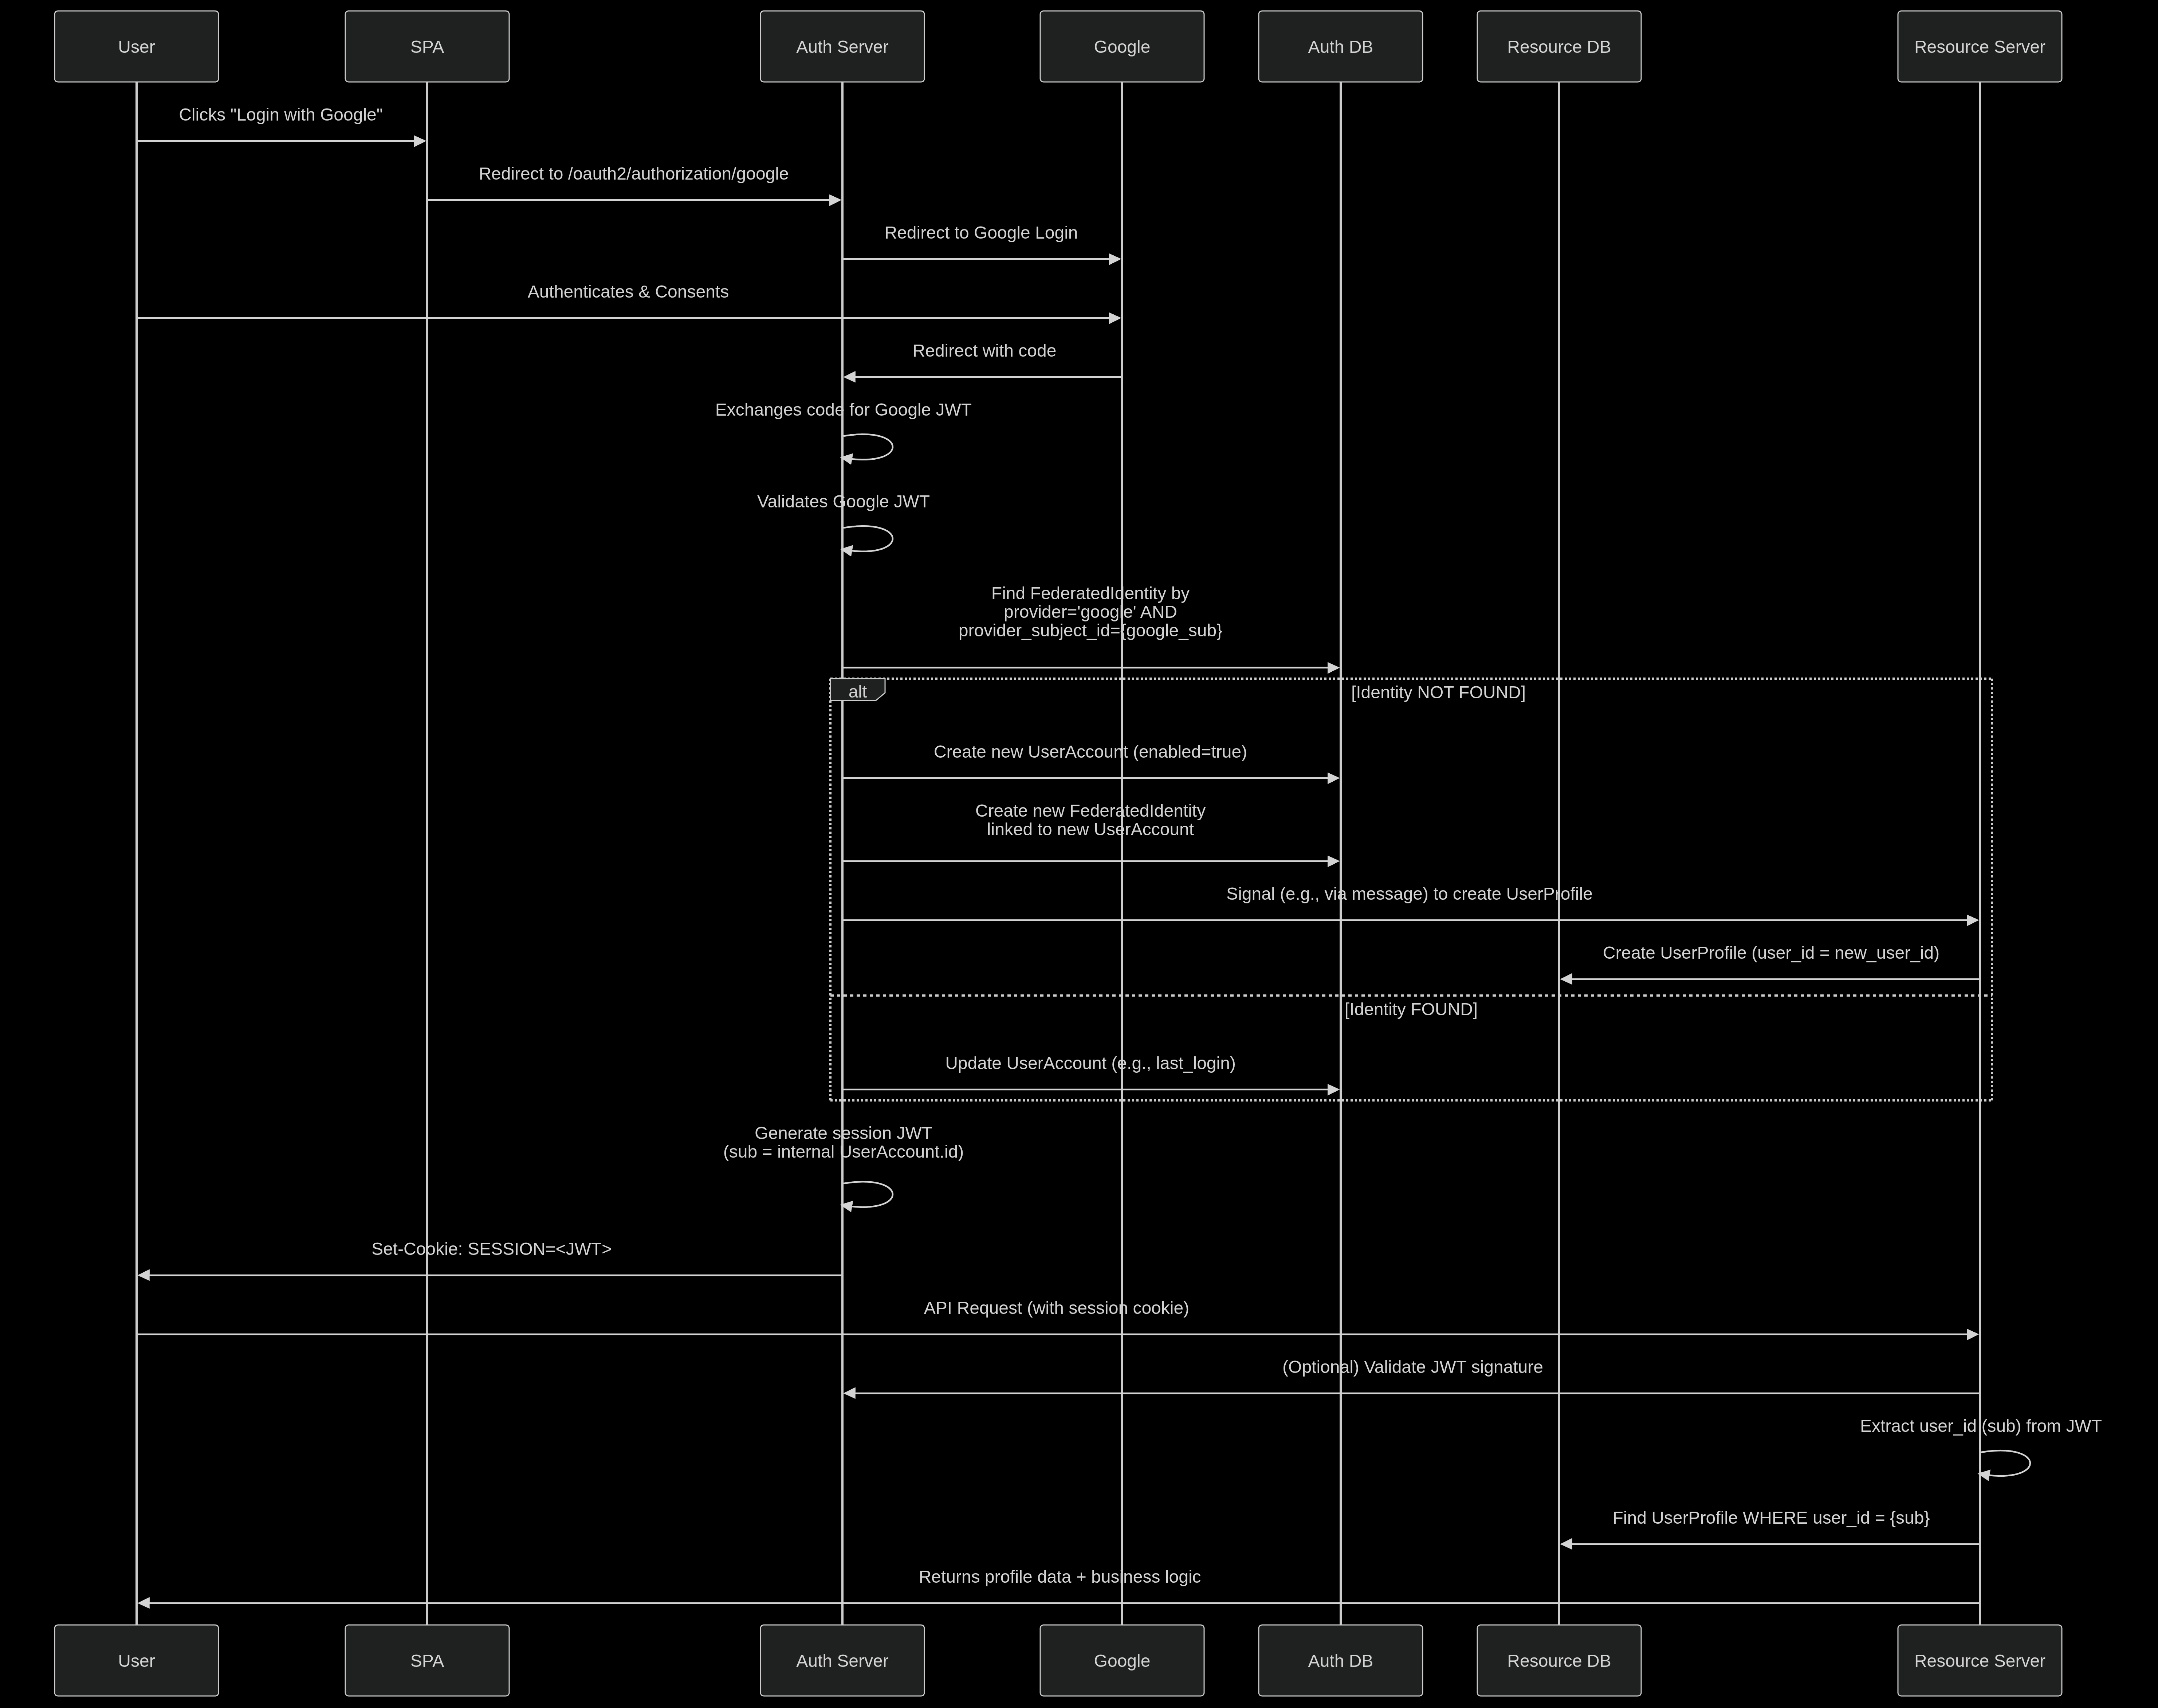 User
SPA
Auth Server
Google
Auth DB
Resource DB
Resource Server
Clicks "Login with Google"
Redirect to /oauth2/authorization/google
Redirect to Google Login
Authenticates & Consents
Redirect with code
Exchanges code for Google JWT
Validates Google JWT
Find FederatedIdentity by
provider='google' AND
provider_subject_id={google_sub}
alt
[Identity NOT FOUND]
Create new UserAccount (enabled=true)
Create new FederatedIdentity
linked to new UserAccount
Signal (e.g., via message) to create UserProfile
Create UserProfile (user_id = new_user_id)
[Identity FOUND]
Update UserAccount (e.g., last_login)
Generate session JWT
(sub = internal UserAccount.id)
Set-Cookie: SESSION=<JWT>
API Request (with session cookie)
(Optional) Validate JWT signature
Extract user_id (sub) from JWT
Find UserProfile WHERE user_id = {sub}
Returns profile data + business logic
User
SPA
Auth Server
Google
Auth DB
Resource DB
Resource Server